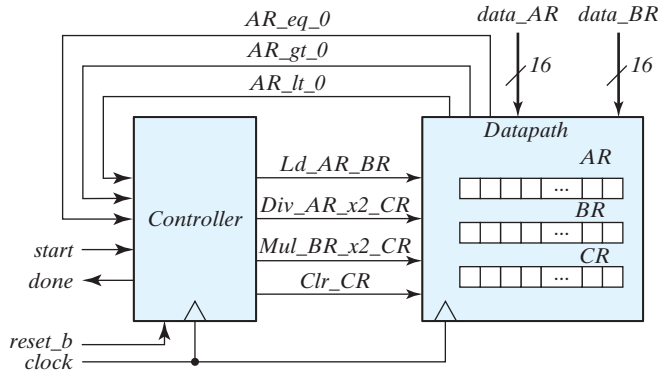 AR_eq_0
data_AR data_BR
AR_gt_0
16 16
AR_lt_0
Datapath
AR
Ld_AR_BR
...
Controller
Div_AR_x2_CR
BR
...
start
Mul_BR_x2_CR
CR
done
Clr_CR
...
reset_b
clock